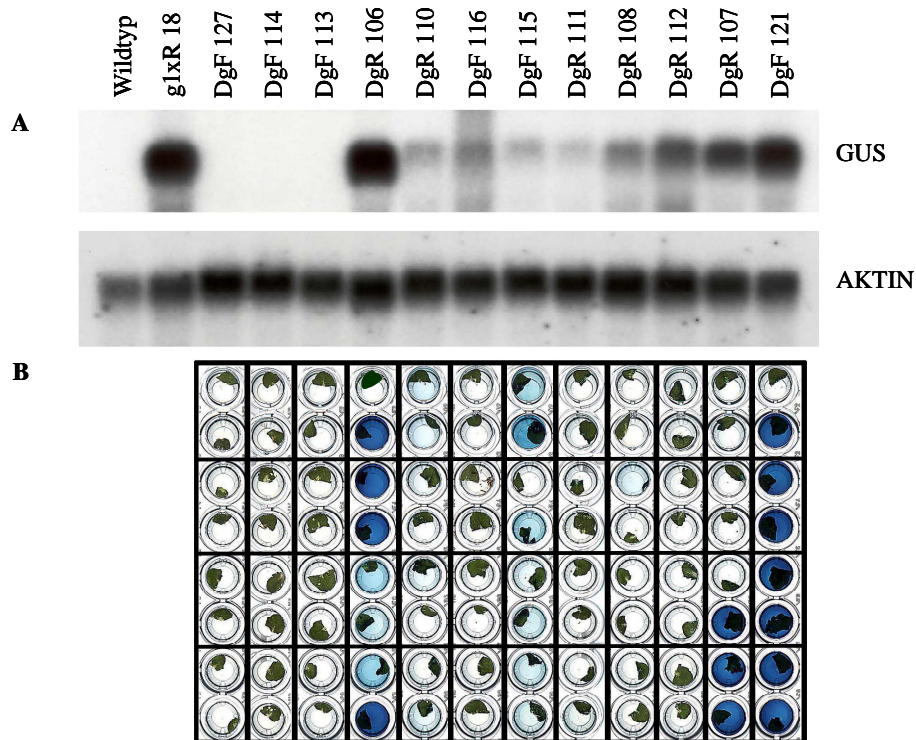 Wildtyp
g1xR 18
DgF 127
DgF 114
DgF 113
DgR 106
DgR 110
DgF 116
DgF 115
DgR 111
DgR 108
DgR 112
DgR 107
DgF 121
A
GUS
AKTIN
B